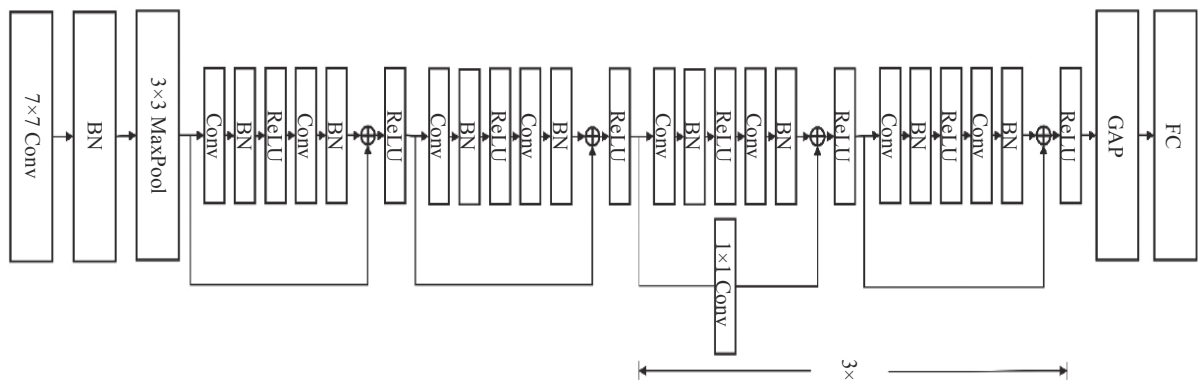 7×7 Conv
BN
3×3 MaxPool
Conv
BN
ReLU
Conv
BN
ReLU
Conv
BN
ReLU
Conv
BN
ReLU
Conv
BN
ReLU
Conv
BN
ReLU
Conv
BN
ReLU
Conv
BN
ReLU
GAP
FC
1×1 Conv
3×